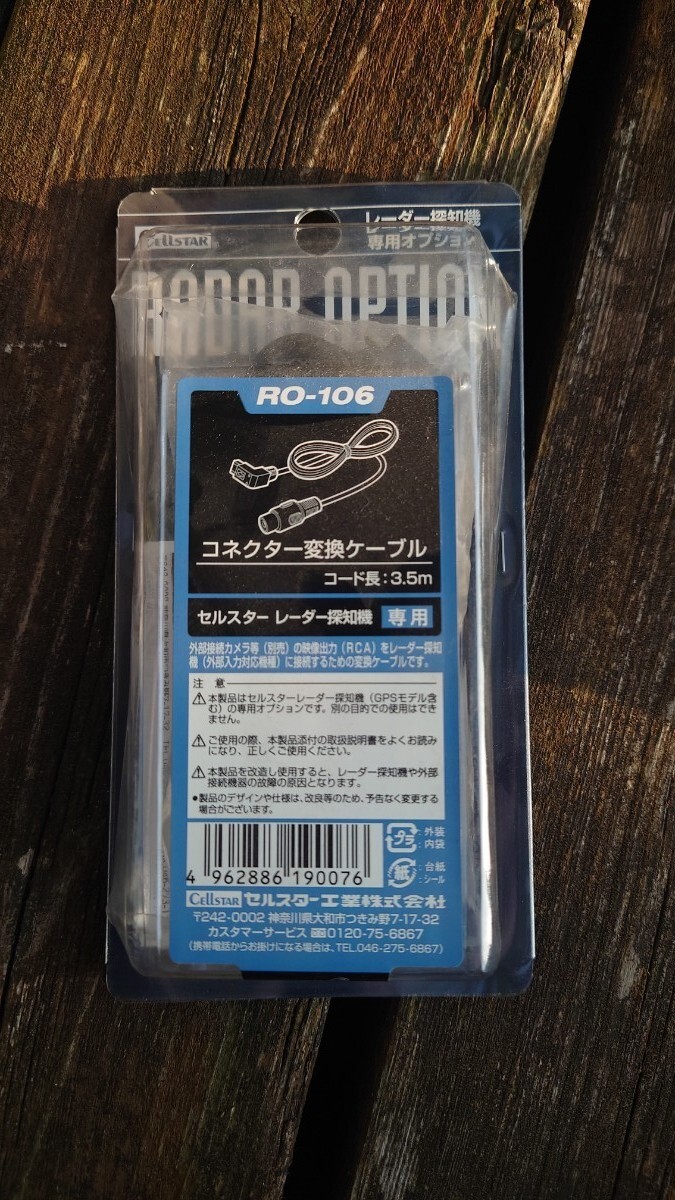 CELLSTAR
レーダー探知機
専用オプション
RADAR OPTION
RO-106
コネクター変換ケーブル
コード長:3.5m
セルスター レーダー探知機 専用
外部接続カメラ等(別売)の映像出力(RCA)をレーダー探知
機(外部入力対応機種)に接続するための変換ケーブルです。
注 意
⚠本製品はセルスターレーダー探知機(GPSモデル含
む)の専用オプションです。別の目的での使用はでき
ません。
⚠ご使用の際、本製品添付の取扱説明書をよくお読み
になり、正しくご使用ください。
⚠本製品を改造し使用すると、レーダー探知機や外部
接続機器の故障の原因となります。
●製品のデザインや仕様は、改良等のため、予告なく変更する
場合がございます。
プラ :外装
:内袋
紙 :台紙
:シール
4 962886 190076
CELLSTAR セルスター工業株式会社
〒242-0002 神奈川県大和市つきみ野7-17-32
カスタマーサービス 0120-75-6867
(携帯電話からお掛けになる場合は、TEL.046-275-6867)